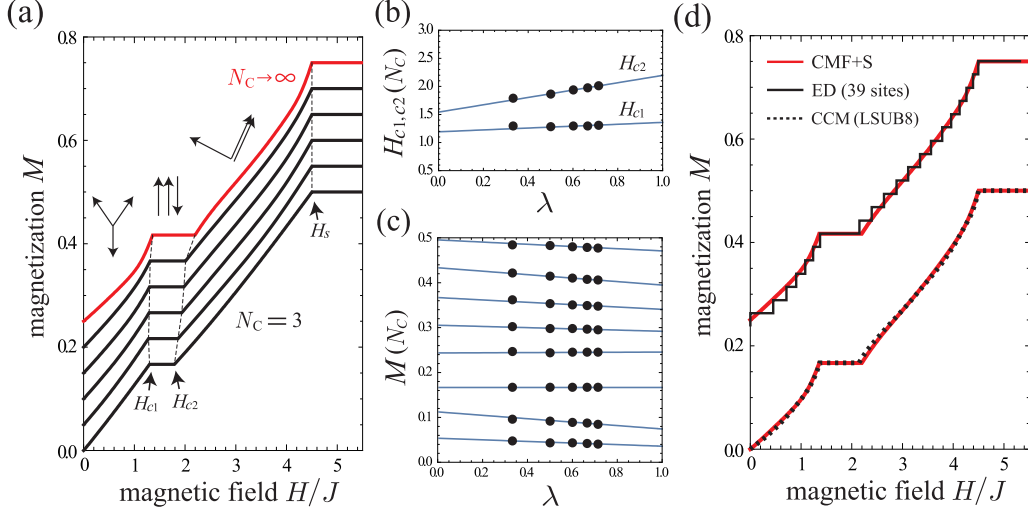 (a)
magnetization M
0.8
0.6
0.4
0.2
0.0
N_C→∞
N_C = 3
H_s
H_c1
H_c2
0
1
2
3
4
5
magnetic field H/J
(b)
H_c1,c2 (N_C)
3.0
2.5
2.0
1.5
1.0
0.5
H_c2
H_c1
0.0
0.2
0.4
0.6
0.8
1.0
λ
(c)
M (N_C)
0.5
0.4
0.3
0.2
0.1
0.0
0.0
0.2
0.4
0.6
0.8
1.0
λ
(d)
magnetization M
0.8
0.6
0.4
0.2
0.0
CMF+S
ED (39 sites)
CCM (LSUB8)
0
1
2
3
4
5
magnetic field H/J